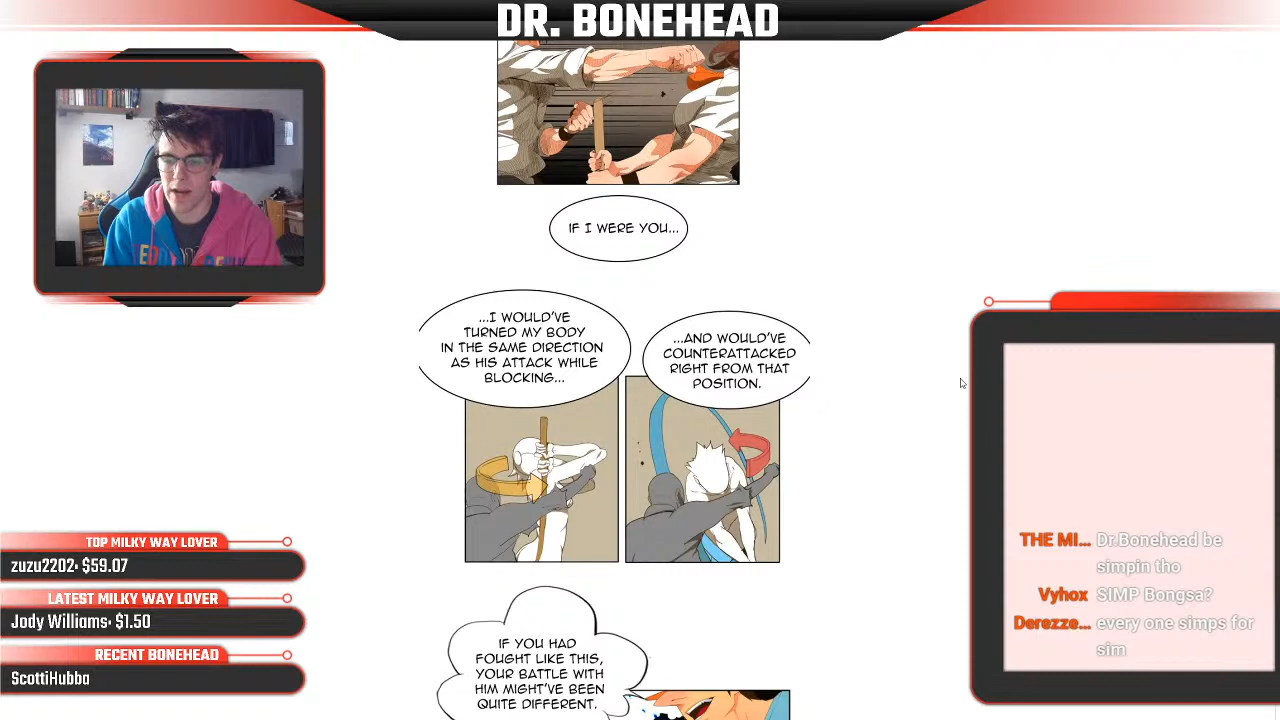 DR. BONEHEAD
IF I WERE YOU...
...I WOULD'VE
TURNED MY BODY
IN THE SAME DIRECTION
AS HIS ATTACK WHILE
BLOCKING...
...AND WOULD'VE
COUNTERATTACKED
RIGHT FROM THAT
POSITION.
IF YOU HAD
FOUGHT LIKE THIS,
YOUR BATTLE WITH
HIM MIGHT'VE BEEN
QUITE DIFFERENT.
TOP MILKY WAY LOVER
zuzu2202• $59.07
LATEST MILKY WAY LOVER
Jody Williams• $1.50
RECENT BONEHEAD
ScottiHubba
THE MI... Dr.Bonehead be
simpin tho
Vyhox SIMP Bongsa?
Derezze... every one simps for
sim